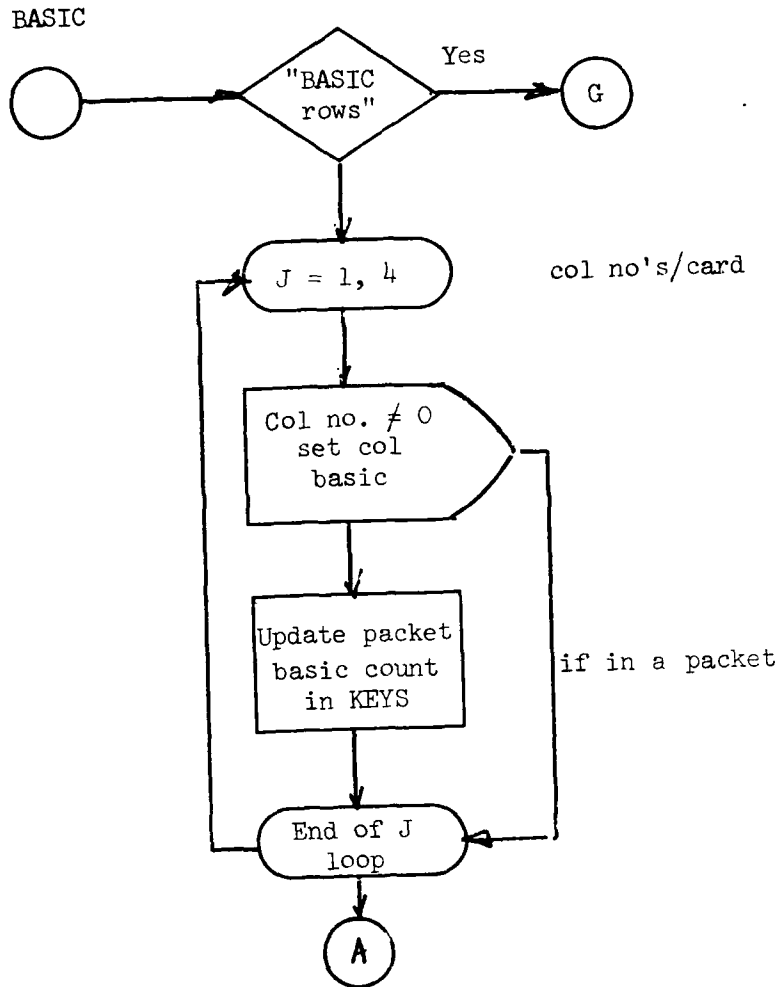 BASIC
Yes
"BASIC
rows"
G
J = 1, 4
col no's/card
Col no. ≠ 0
set col
basic
Update packet
basic count
in KEYS
if in a packet
End of J
loop
A